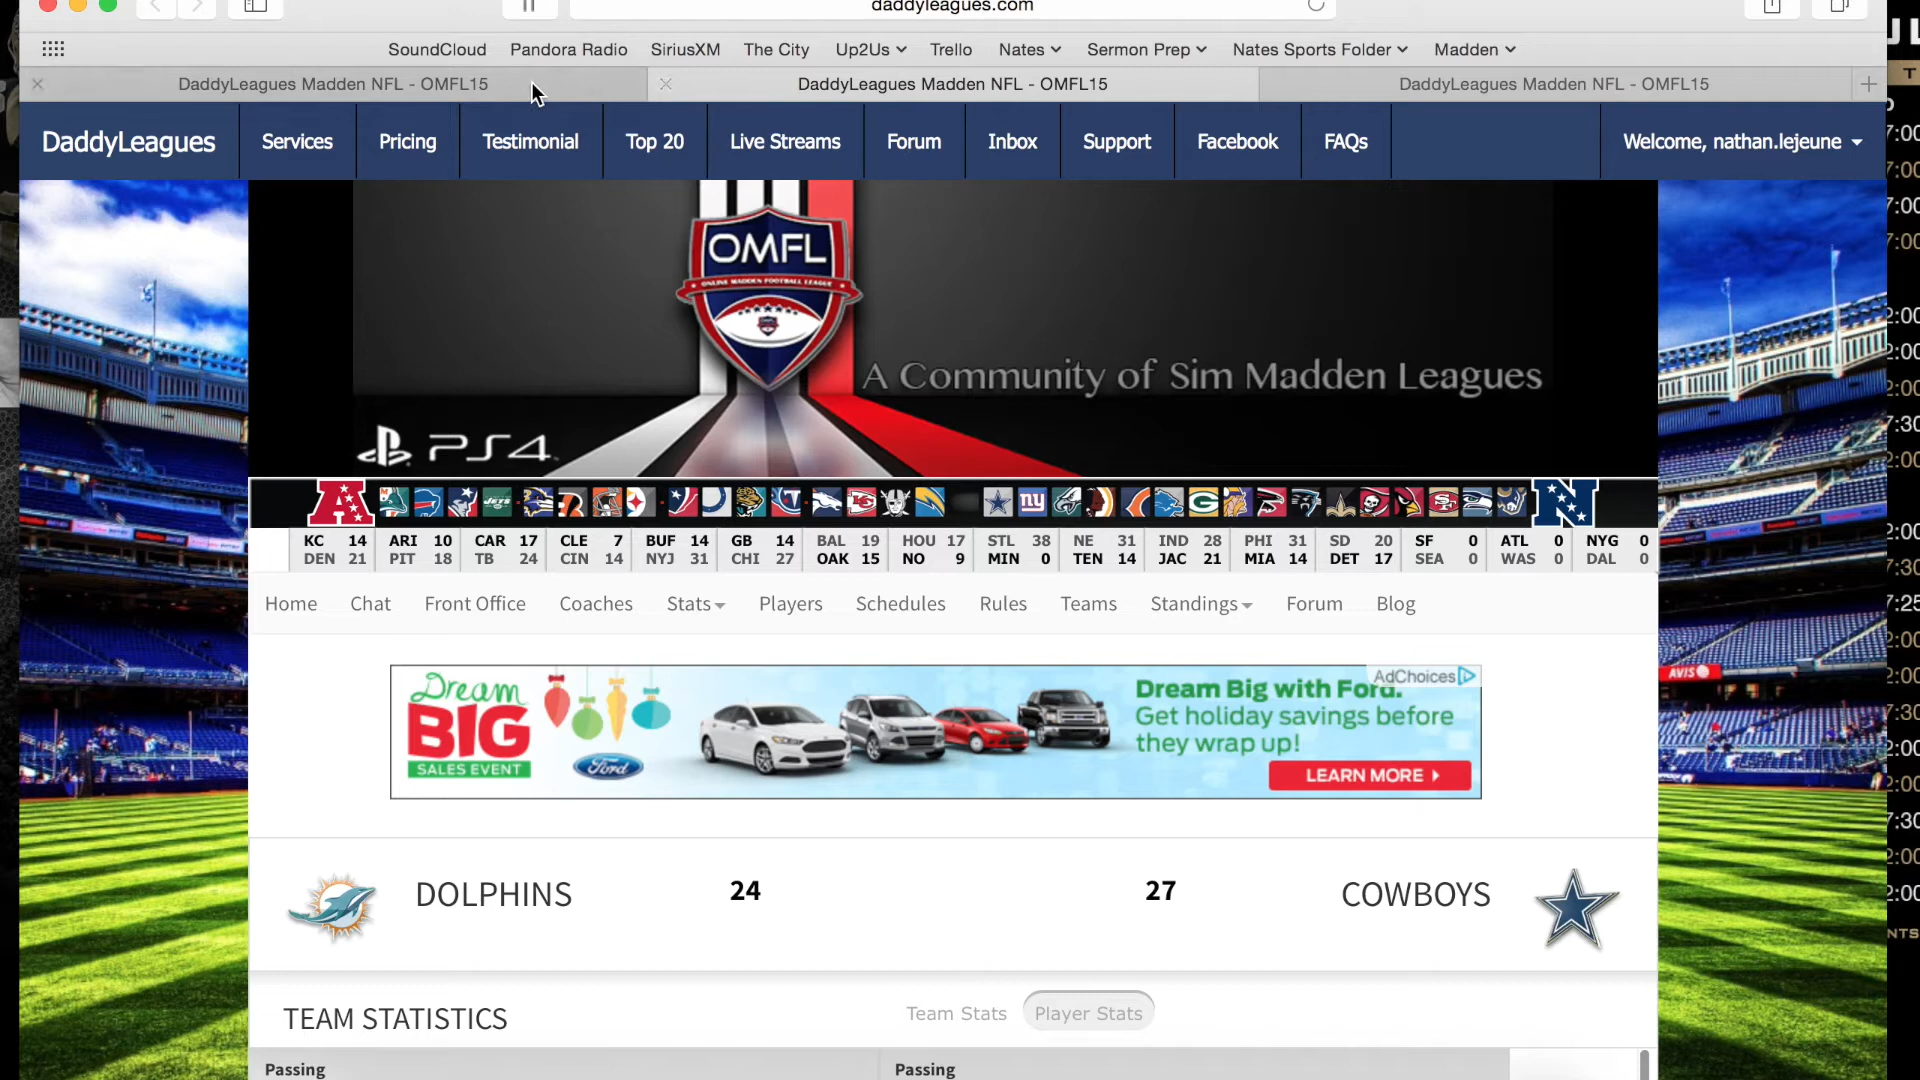 daddyleagues.com
SoundCloud Pandora Radio SiriusXM The City Up2Us Trello Nates Sermon Prep Nates Sports Folder Madden
DaddyLeagues Madden NFL - OMFL15 DaddyLeagues Madden NFL - OMFL15 DaddyLeagues Madden NFL - OMFL15
DaddyLeagues Services Pricing Testimonial Top 20 Live Streams Forum Inbox Support Facebook FAQs Welcome, nathan.lejeune
OMFL
ONLINE MADDEN FOOTBALL LEAGUE
A Community of Sim Madden Leagues
PS4
KC 14 ARI 10 CAR 17 CLE 7 BUF 14 GB 14 BAL 19 HOU 17 STL 38 NE 31 IND 28 PHI 31 SD 20 SF 0 ATL 0 NYG 0
DEN 21 PIT 18 TB 24 CIN 14 NYJ 31 CHI 27 OAK 15 NO 9 MIN 0 TEN 14 JAC 21 MIA 14 DET 17 SEA 0 WAS 0 DAL 0
Home Chat Front Office Coaches Stats Players Schedules Rules Teams Standings Forum Blog
AdChoices
Dream
BIG
SALES EVENT
Ford
Dream Big with Ford.
Get holiday savings before
they wrap up!
LEARN MORE
AVIS
DOLPHINS 24 27 COWBOYS
TEAM STATISTICS Team Stats Player Stats
Passing Passing